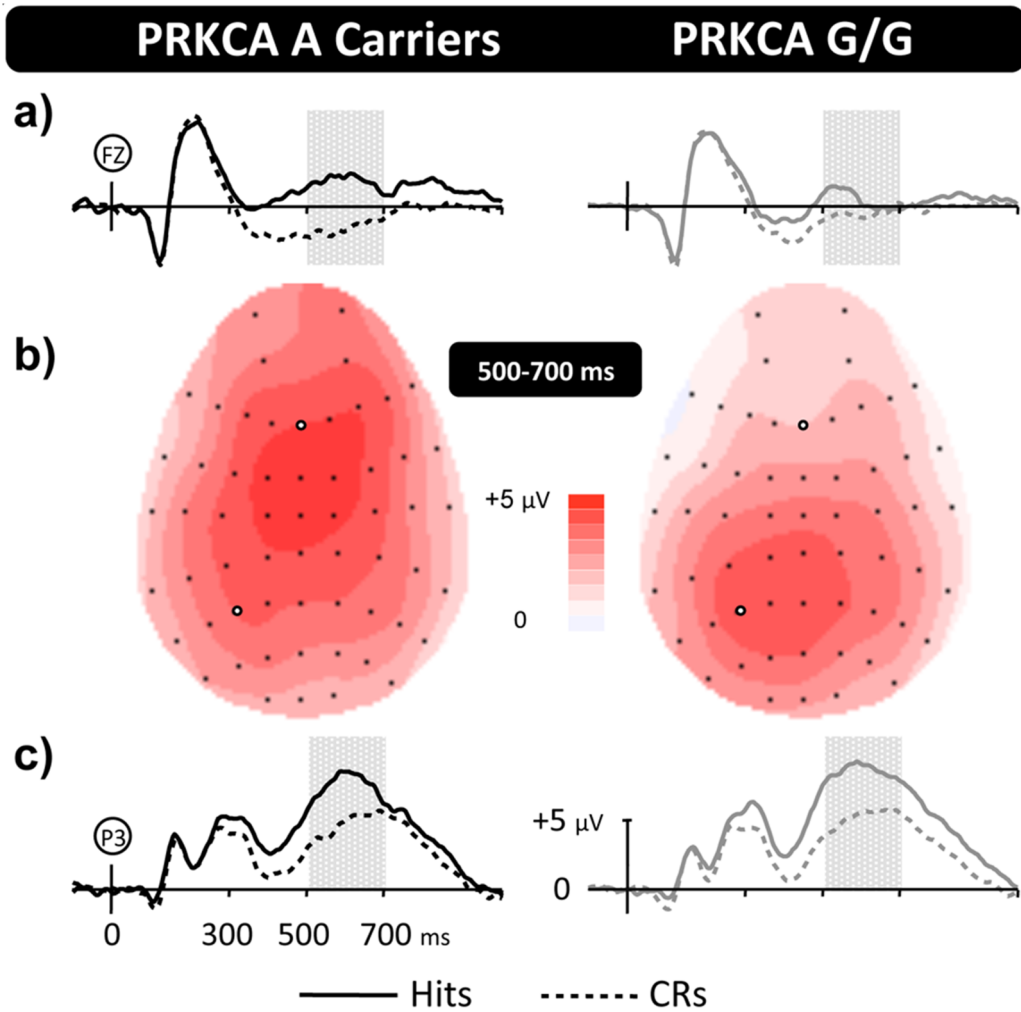 PRKCA A Carriers PRKCA G/G
a)
FZ
b)
500-700 ms
+5 µV
0
c)
P3
+5 µV
0
0 300 500 700 ms
Hits CRs